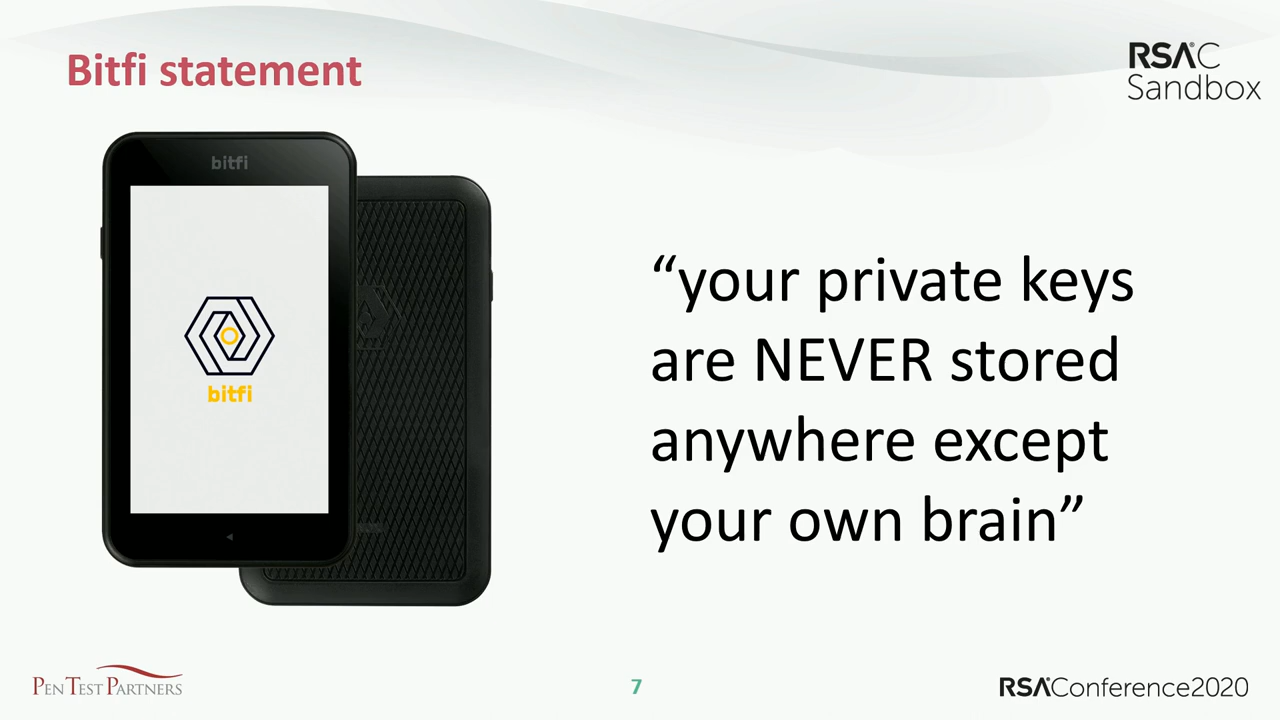 Bitfi statement
RSAC
Sandbox
bitfi
bitfi
“your private keys
are NEVER stored
anywhere except
your own brain”
PEN TEST PARTNERS
7
RSAConference2020